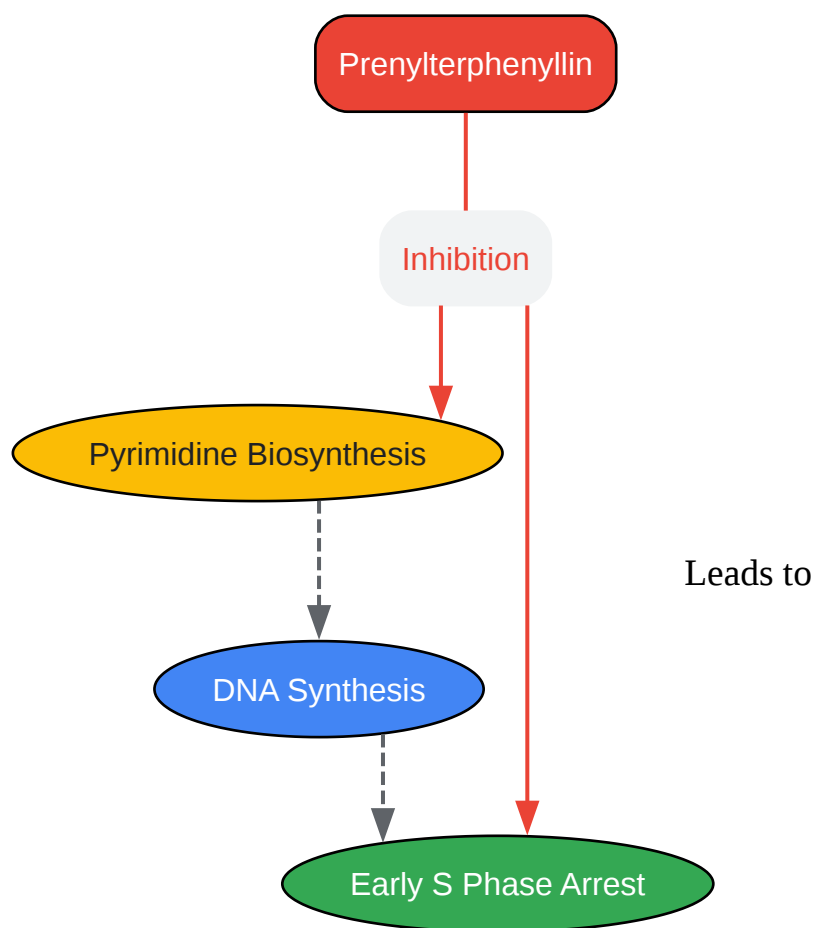 Prenylterphenyllin
Inhibition
Pyrimidine Biosynthesis
Leads to
DNA Synthesis
Early S Phase Arrest